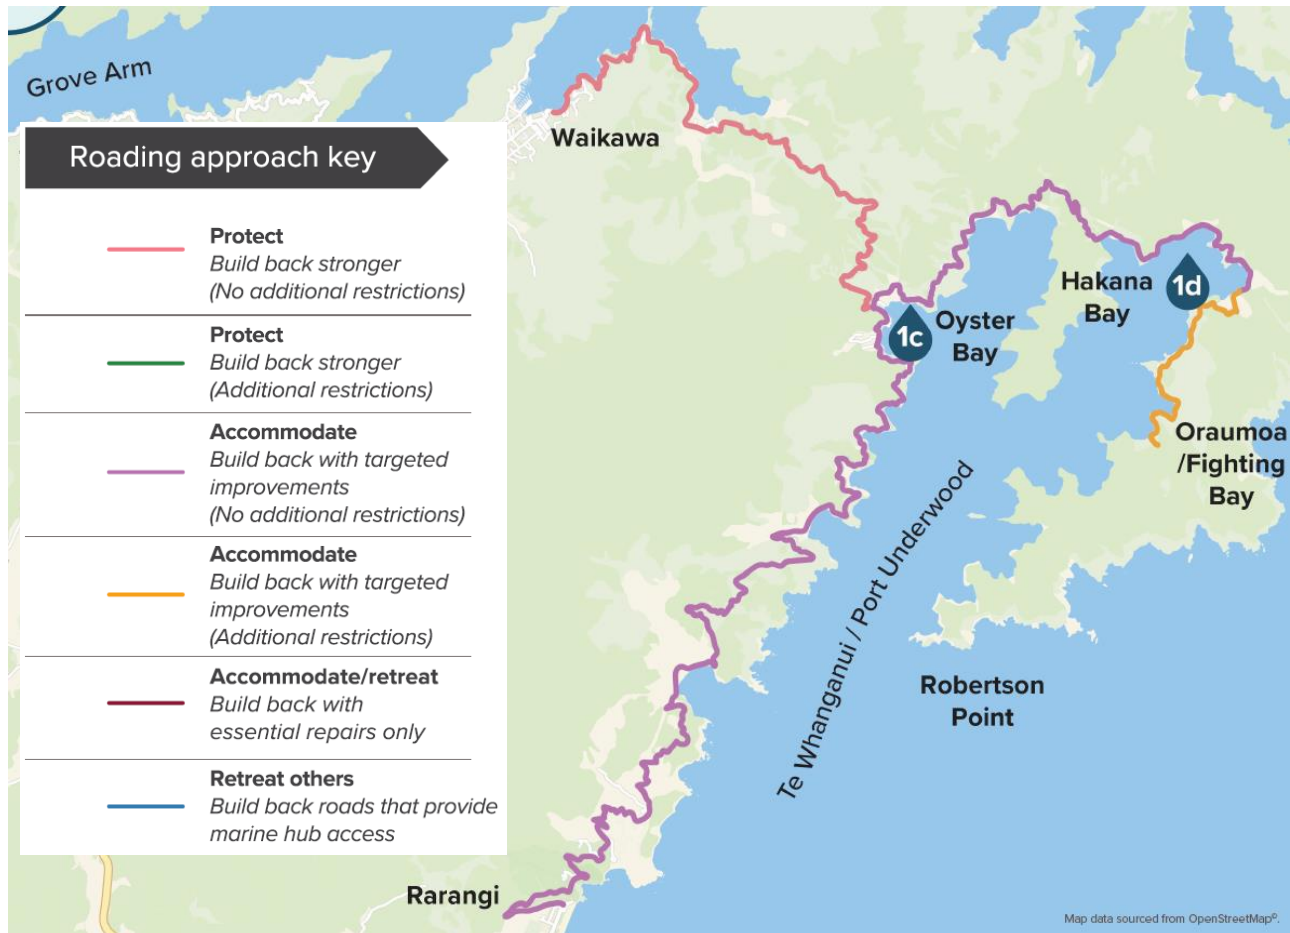 Grove Arm
Waikawa
Roading approach key
Protect
Build back stronger
(No additional restrictions)
Protect
Build back stronger
(Additional restrictions)
Accommodate
Build back with targeted
improvements
(No additional restrictions)
Accommodate
Build back with targeted
improvements
(Additional restrictions)
Accommodate/retreat
Build back with
essential repairs only
Retreat others
Build back roads that provide
marine hub access
Hakana
Bay
1d
1c
Oyster
Bay
Oraumoa
/Fighting
Bay
Te Whanganui / Port Underwood
Robertson
Point
Rarangi
Map data sourced from OpenStreetMap©.